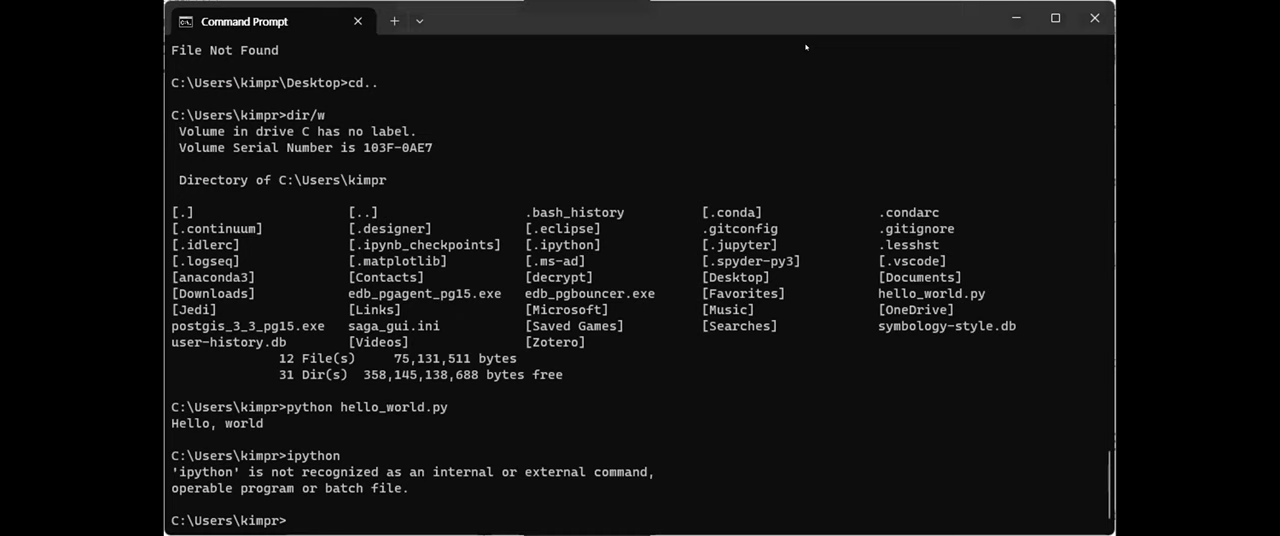 Command Prompt
File Not Found
C:\Users\kimpr\Desktop>cd..
C:\Users\kimpr>dir/w
Volume in drive C has no label.
Volume Serial Number is 103F-0AE7
Directory of C:\Users\kimpr
[.] [..] .bash_history [.conda] .condarc
[.continuum] [.designer] [.eclipse] .gitconfig .gitignore
[.idlerc] [.ipynb_checkpoints] [.ipython] [.jupyter] .lesshst
[.logseq] [.matplotlib] [.ms-ad] [.spyder-py3] [.vscode]
[anaconda3] [Contacts] [decrypt] [Desktop] [Documents]
[Downloads] edb_pgagent_pg15.exe edb_pgbouncer.exe [Favorites] hello_world.py
[Jedi] [Links] [Microsoft] [Music] [OneDrive]
postgis_3_3_pg15.exe saga_gui.ini [Saved Games] [Searches] symbology-style.db
user-history.db [Videos] [Zotero]
12 File(s) 75,131,511 bytes
31 Dir(s) 358,145,138,688 bytes free
C:\Users\kimpr>python hello_world.py
Hello, world
C:\Users\kimpr>ipython
'ipython' is not recognized as an internal or external command,
operable program or batch file.
C:\Users\kimpr>